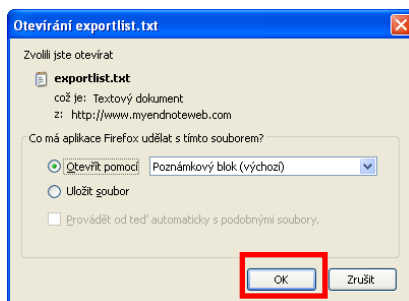 Otevírání exportlist.txt
Zvolili jste otevírat
exportlist.txt
což je: Textový dokument
z: http://www.myendnoteweb.com
Co má aplikace Firefox udělat s tímto souborem?
Otevřít pomocí Poznámkový blok (výchozí)
Uložit soubor
Provádět od teď automaticky s podobnými soubory.
OK Zrušit